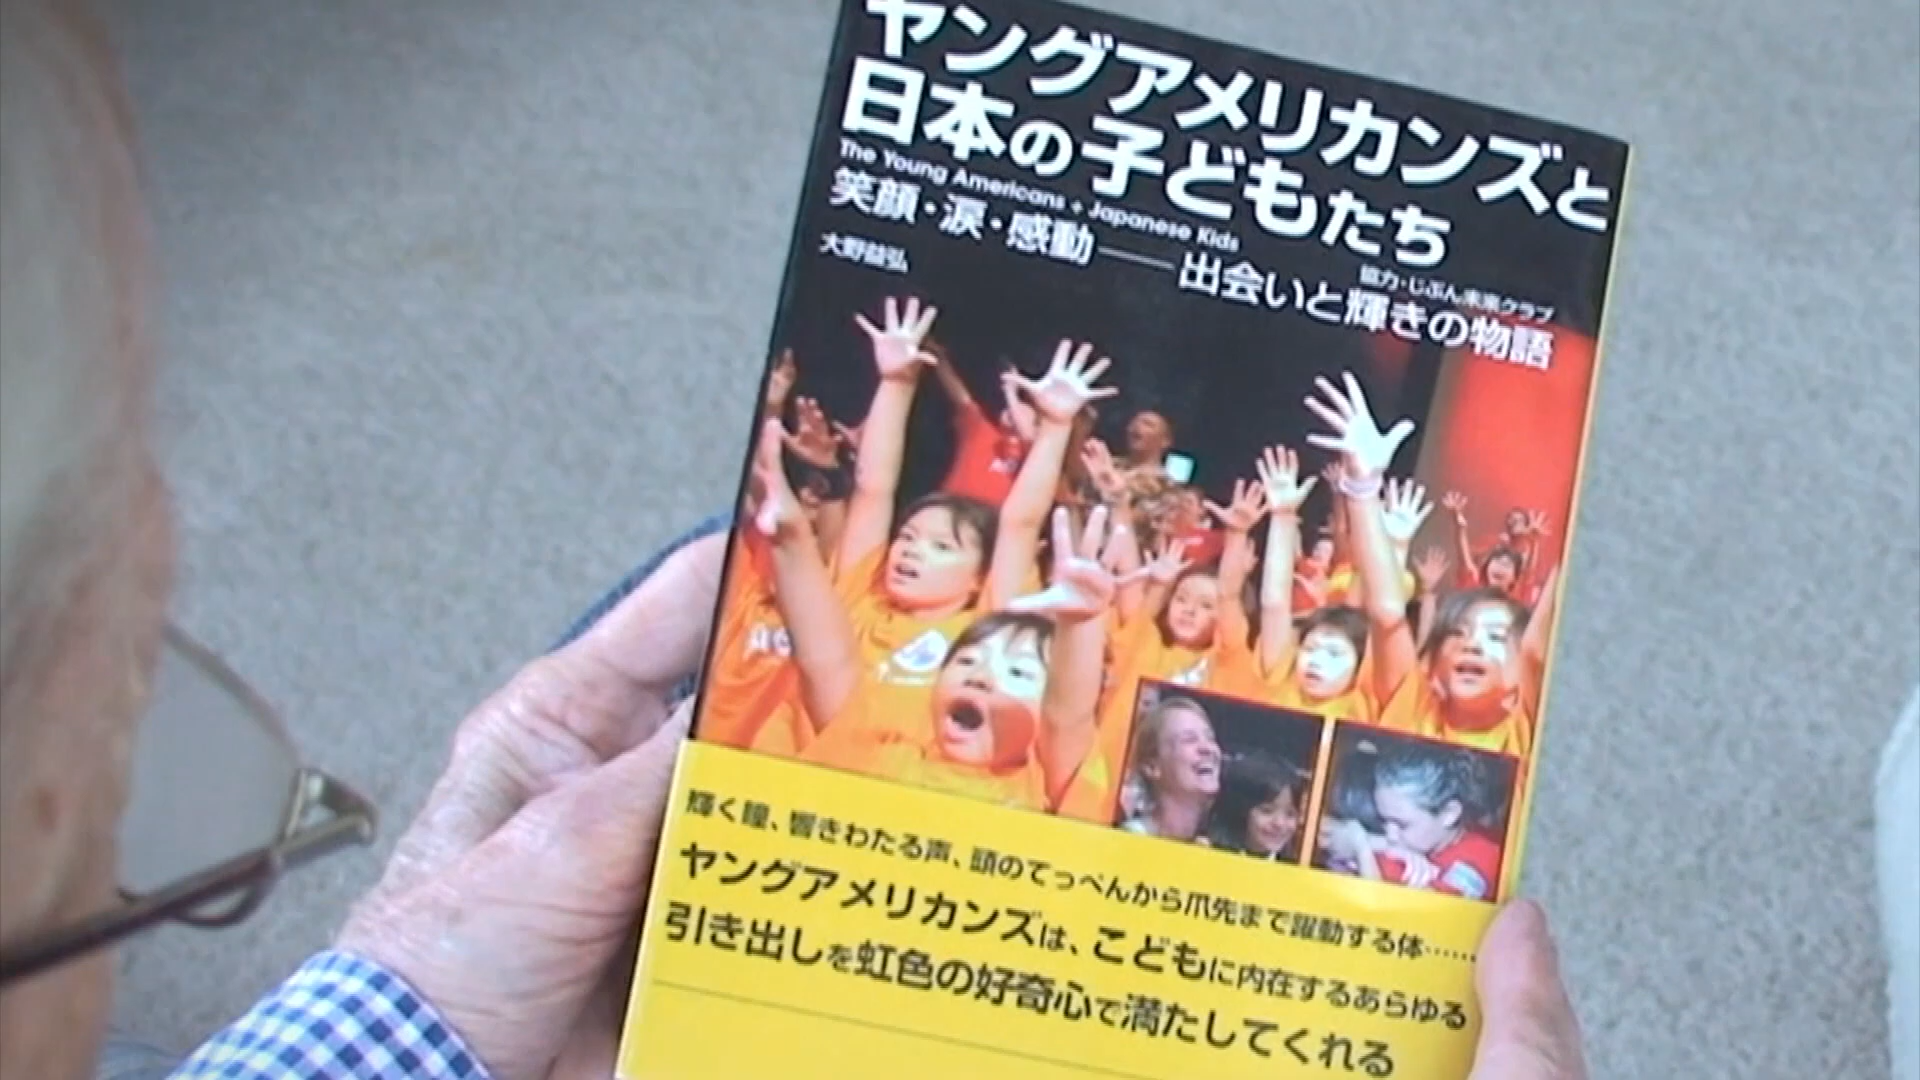 ヤングアメリカンズと
日本の子どもたち
The Young Americans + Japanese Kids
笑顔・涙・感動──出会いと輝きの物語
大野益弘
協力・じぶん未来クラブ
輝く瞳、響きわたる声、頭のてっぺんから爪先まで躍動する体……
ヤングアメリカンズは、こどもに内在するあらゆる
引き出しを虹色の好奇心で満たしてくれる